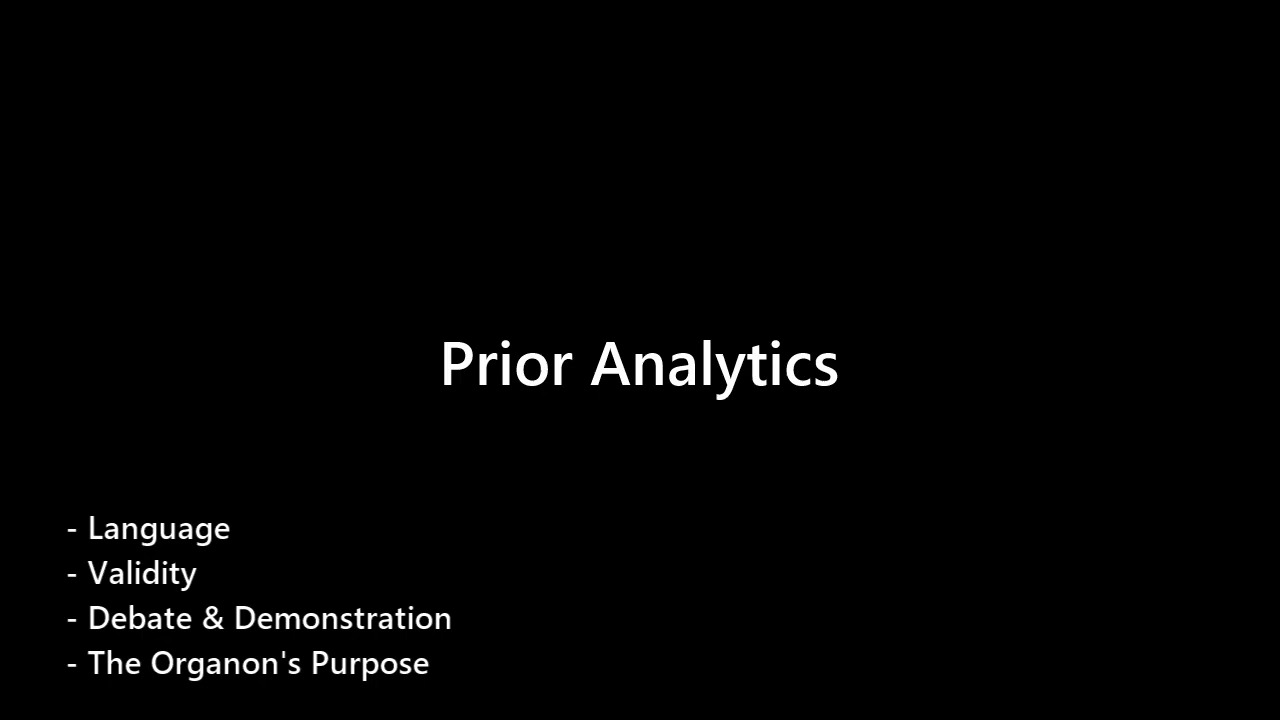 Prior Analytics
- Language
- Validity
- Debate & Demonstration
- The Organon's Purpose